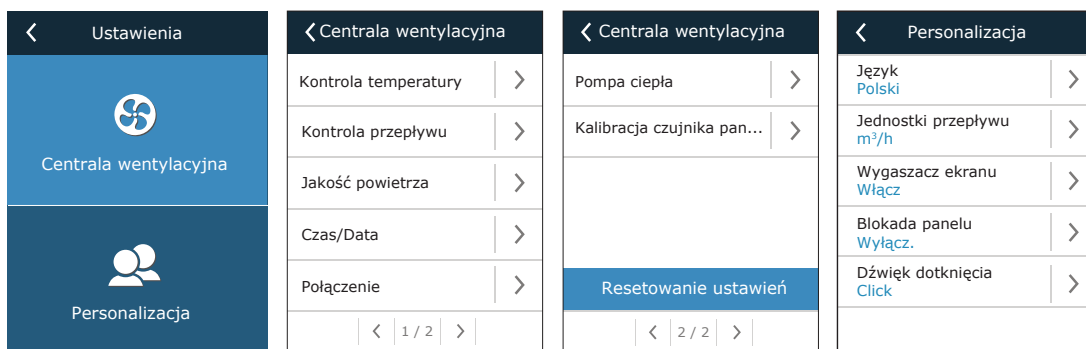 Ustawienia
Centrala wentylacyjna
Personalizacja
Centrala wentylacyjna
Kontrola temperatury
Kontrola przepływu
Jakość powietrza
Czas/Data
Połączenie
1 / 2
Centrala wentylacyjna
Pompa ciepła
Kalibracja czujnika pan...
Resetowanie ustawień
2 / 2
Personalizacja
Język
Polski
Jednostki przepływu
m³/h
Wygaszacz ekranu
Włącz
Blokada panelu
Wyłącz.
Dźwięk dotknięcia
Click